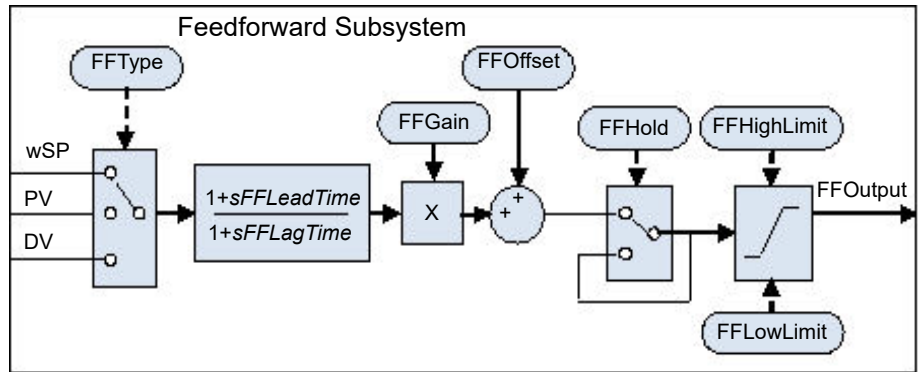 Feedforward Subsystem
FFType
FFOffset
FFGain
FFHold
FFHighLimit
wSP
PV
DV
1+sFFLeadTime
1+sFFLagTime
X
+
+
FFOutput
FFLowLimit